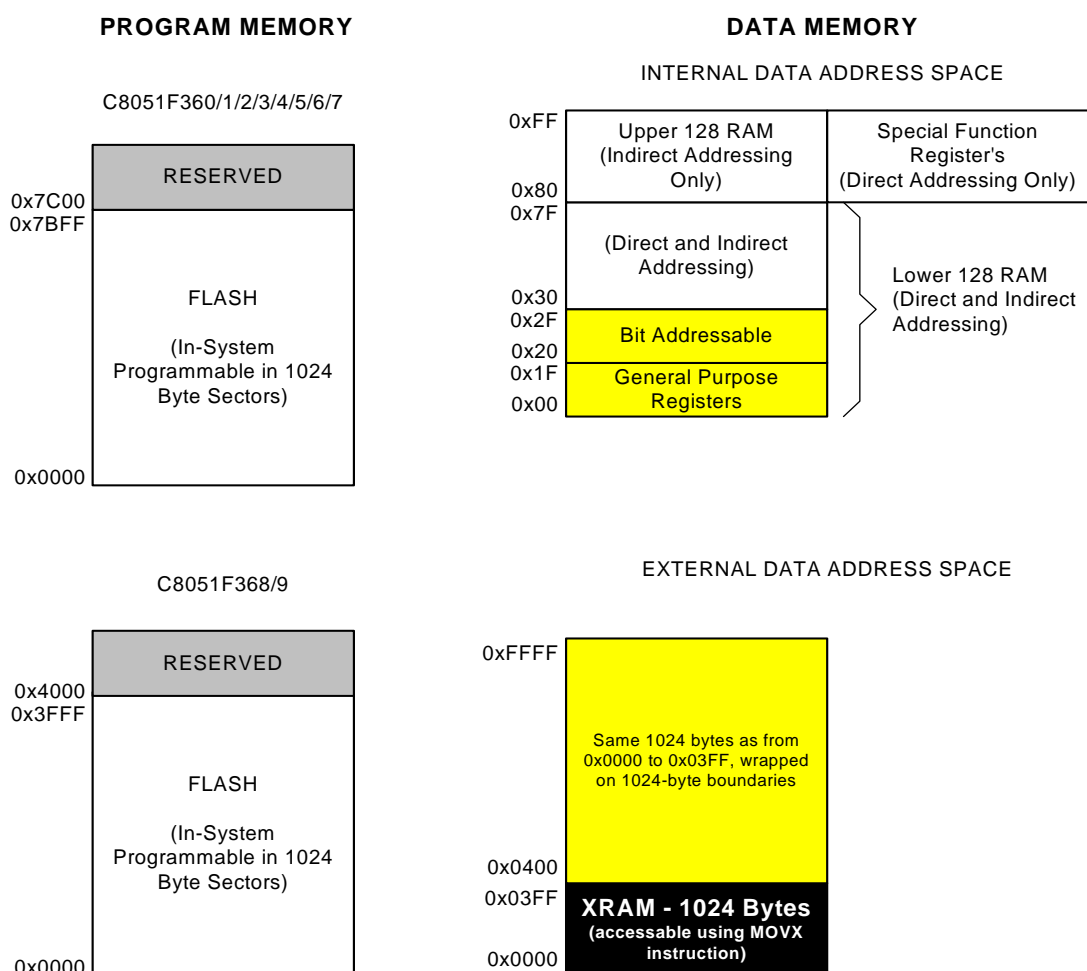 PROGRAM MEMORY
C8051F360/1/2/3/4/5/6/7
RESERVED
0x7C00
0x7BFF
FLASH
(In-System
Programmable in 1024
Byte Sectors)
0x0000
C8051F368/9
RESERVED
0x4000
0x3FFF
FLASH
(In-System
Programmable in 1024
Byte Sectors)
0x0000
DATA MEMORY
INTERNAL DATA ADDRESS SPACE
0xFF
Upper 128 RAM
(Indirect Addressing
Only)
0x80
Special Function
Register's
(Direct Addressing Only)
0x7F
(Direct and Indirect
Addressing)
0x30
0x2F
Bit Addressable
0x20
0x1F
General Purpose
Registers
0x00
Lower 128 RAM
(Direct and Indirect
Addressing)
EXTERNAL DATA ADDRESS SPACE
0xFFFF
Same 1024 bytes as from
0x0000 to 0x03FF, wrapped
on 1024-byte boundaries
0x0400
0x03FF
XRAM - 1024 Bytes
(accessable using MOVX
instruction)
0x0000